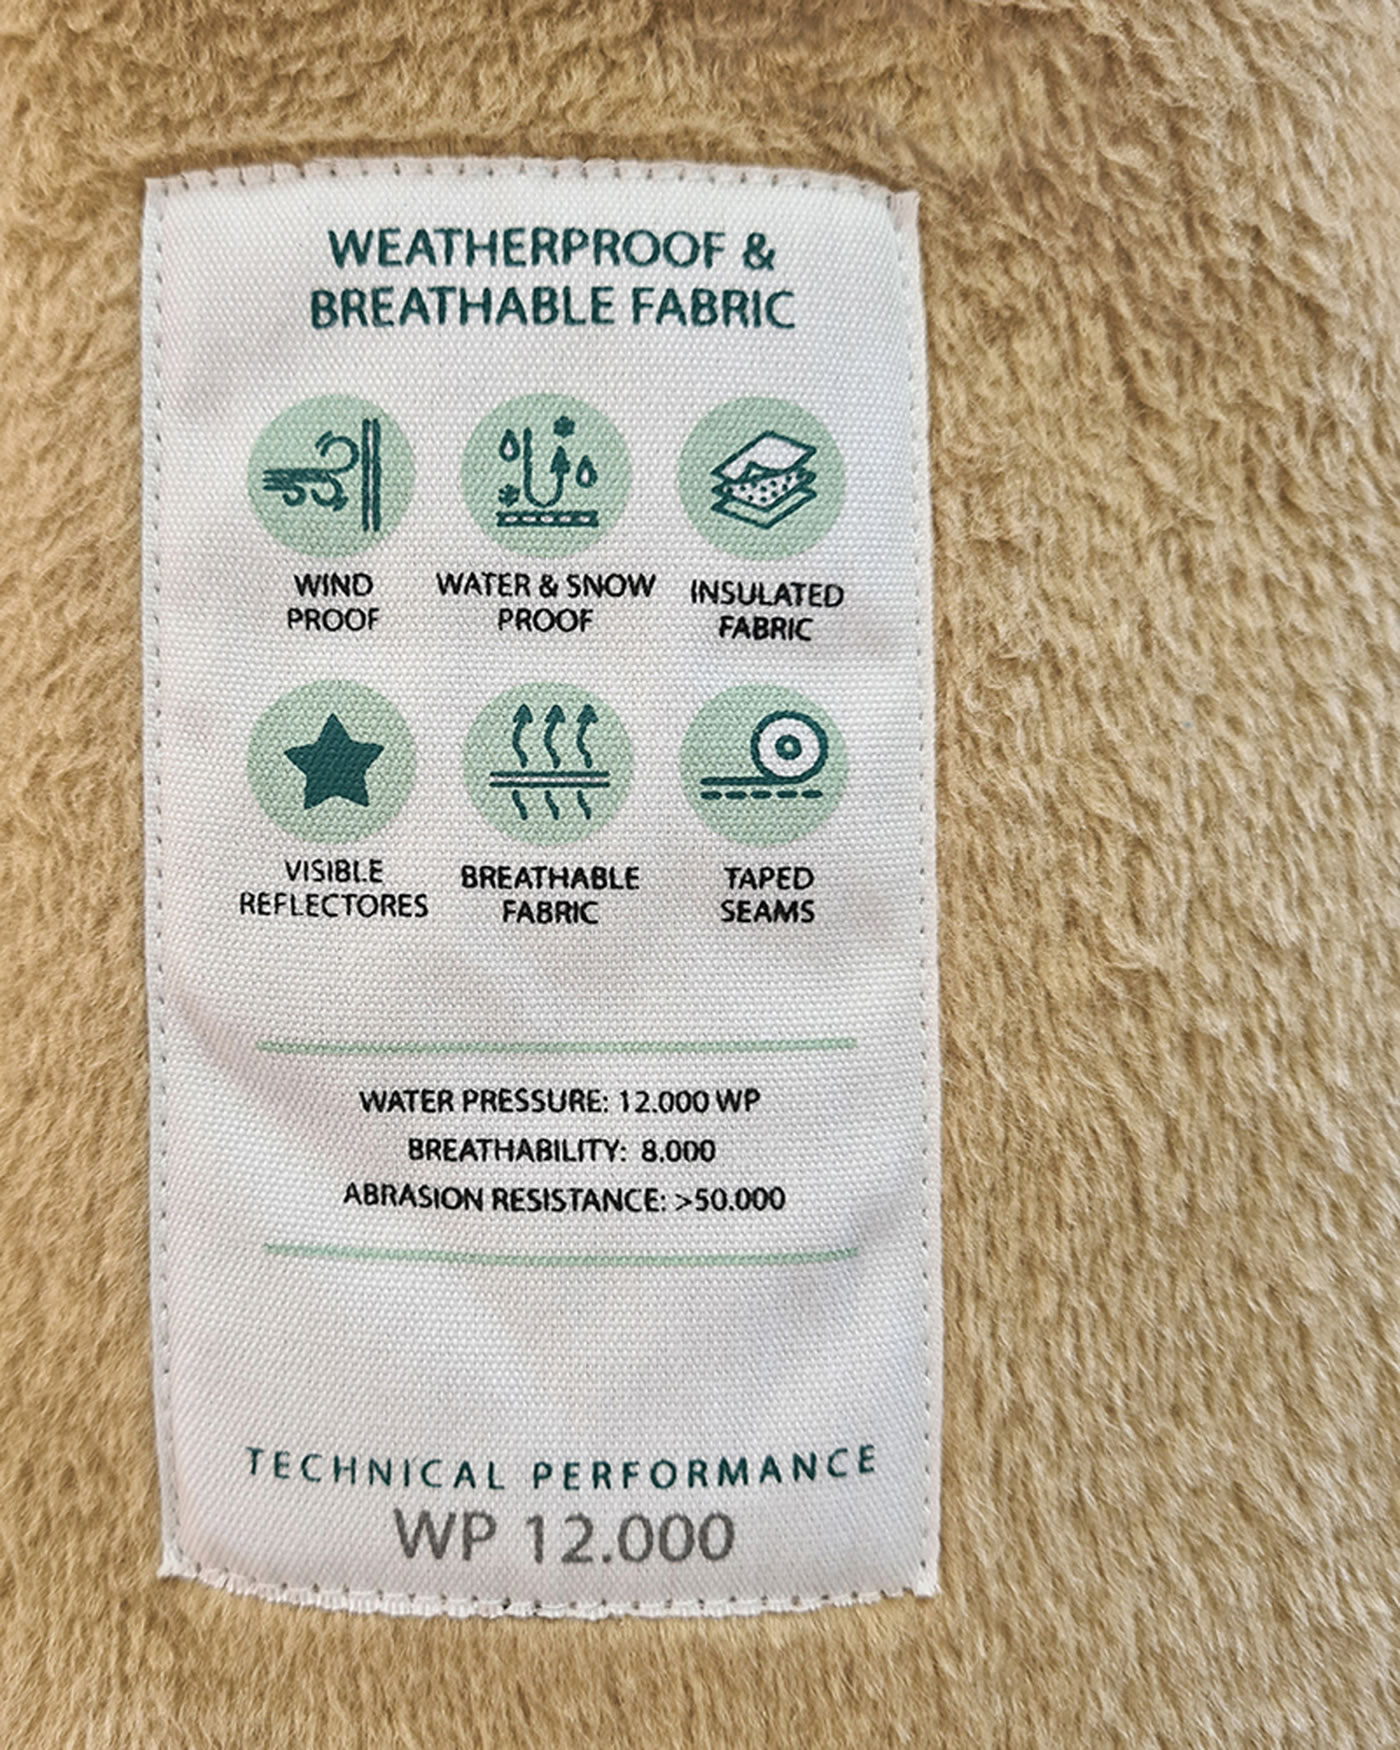 WEATHERPROOF &
BREATHABLE FABRIC
WIND
PROOF
WATER & SNOW
PROOF
INSULATED
FABRIC
VISIBLE
REFLECTORES
BREATHABLE
FABRIC
TAPED
SEAMS
WATER PRESSURE: 12.000 WP
BREATHABILITY: 8.000
ABRASION RESISTANCE: >50.000
TECHNICAL PERFORMANCE
WP 12.000